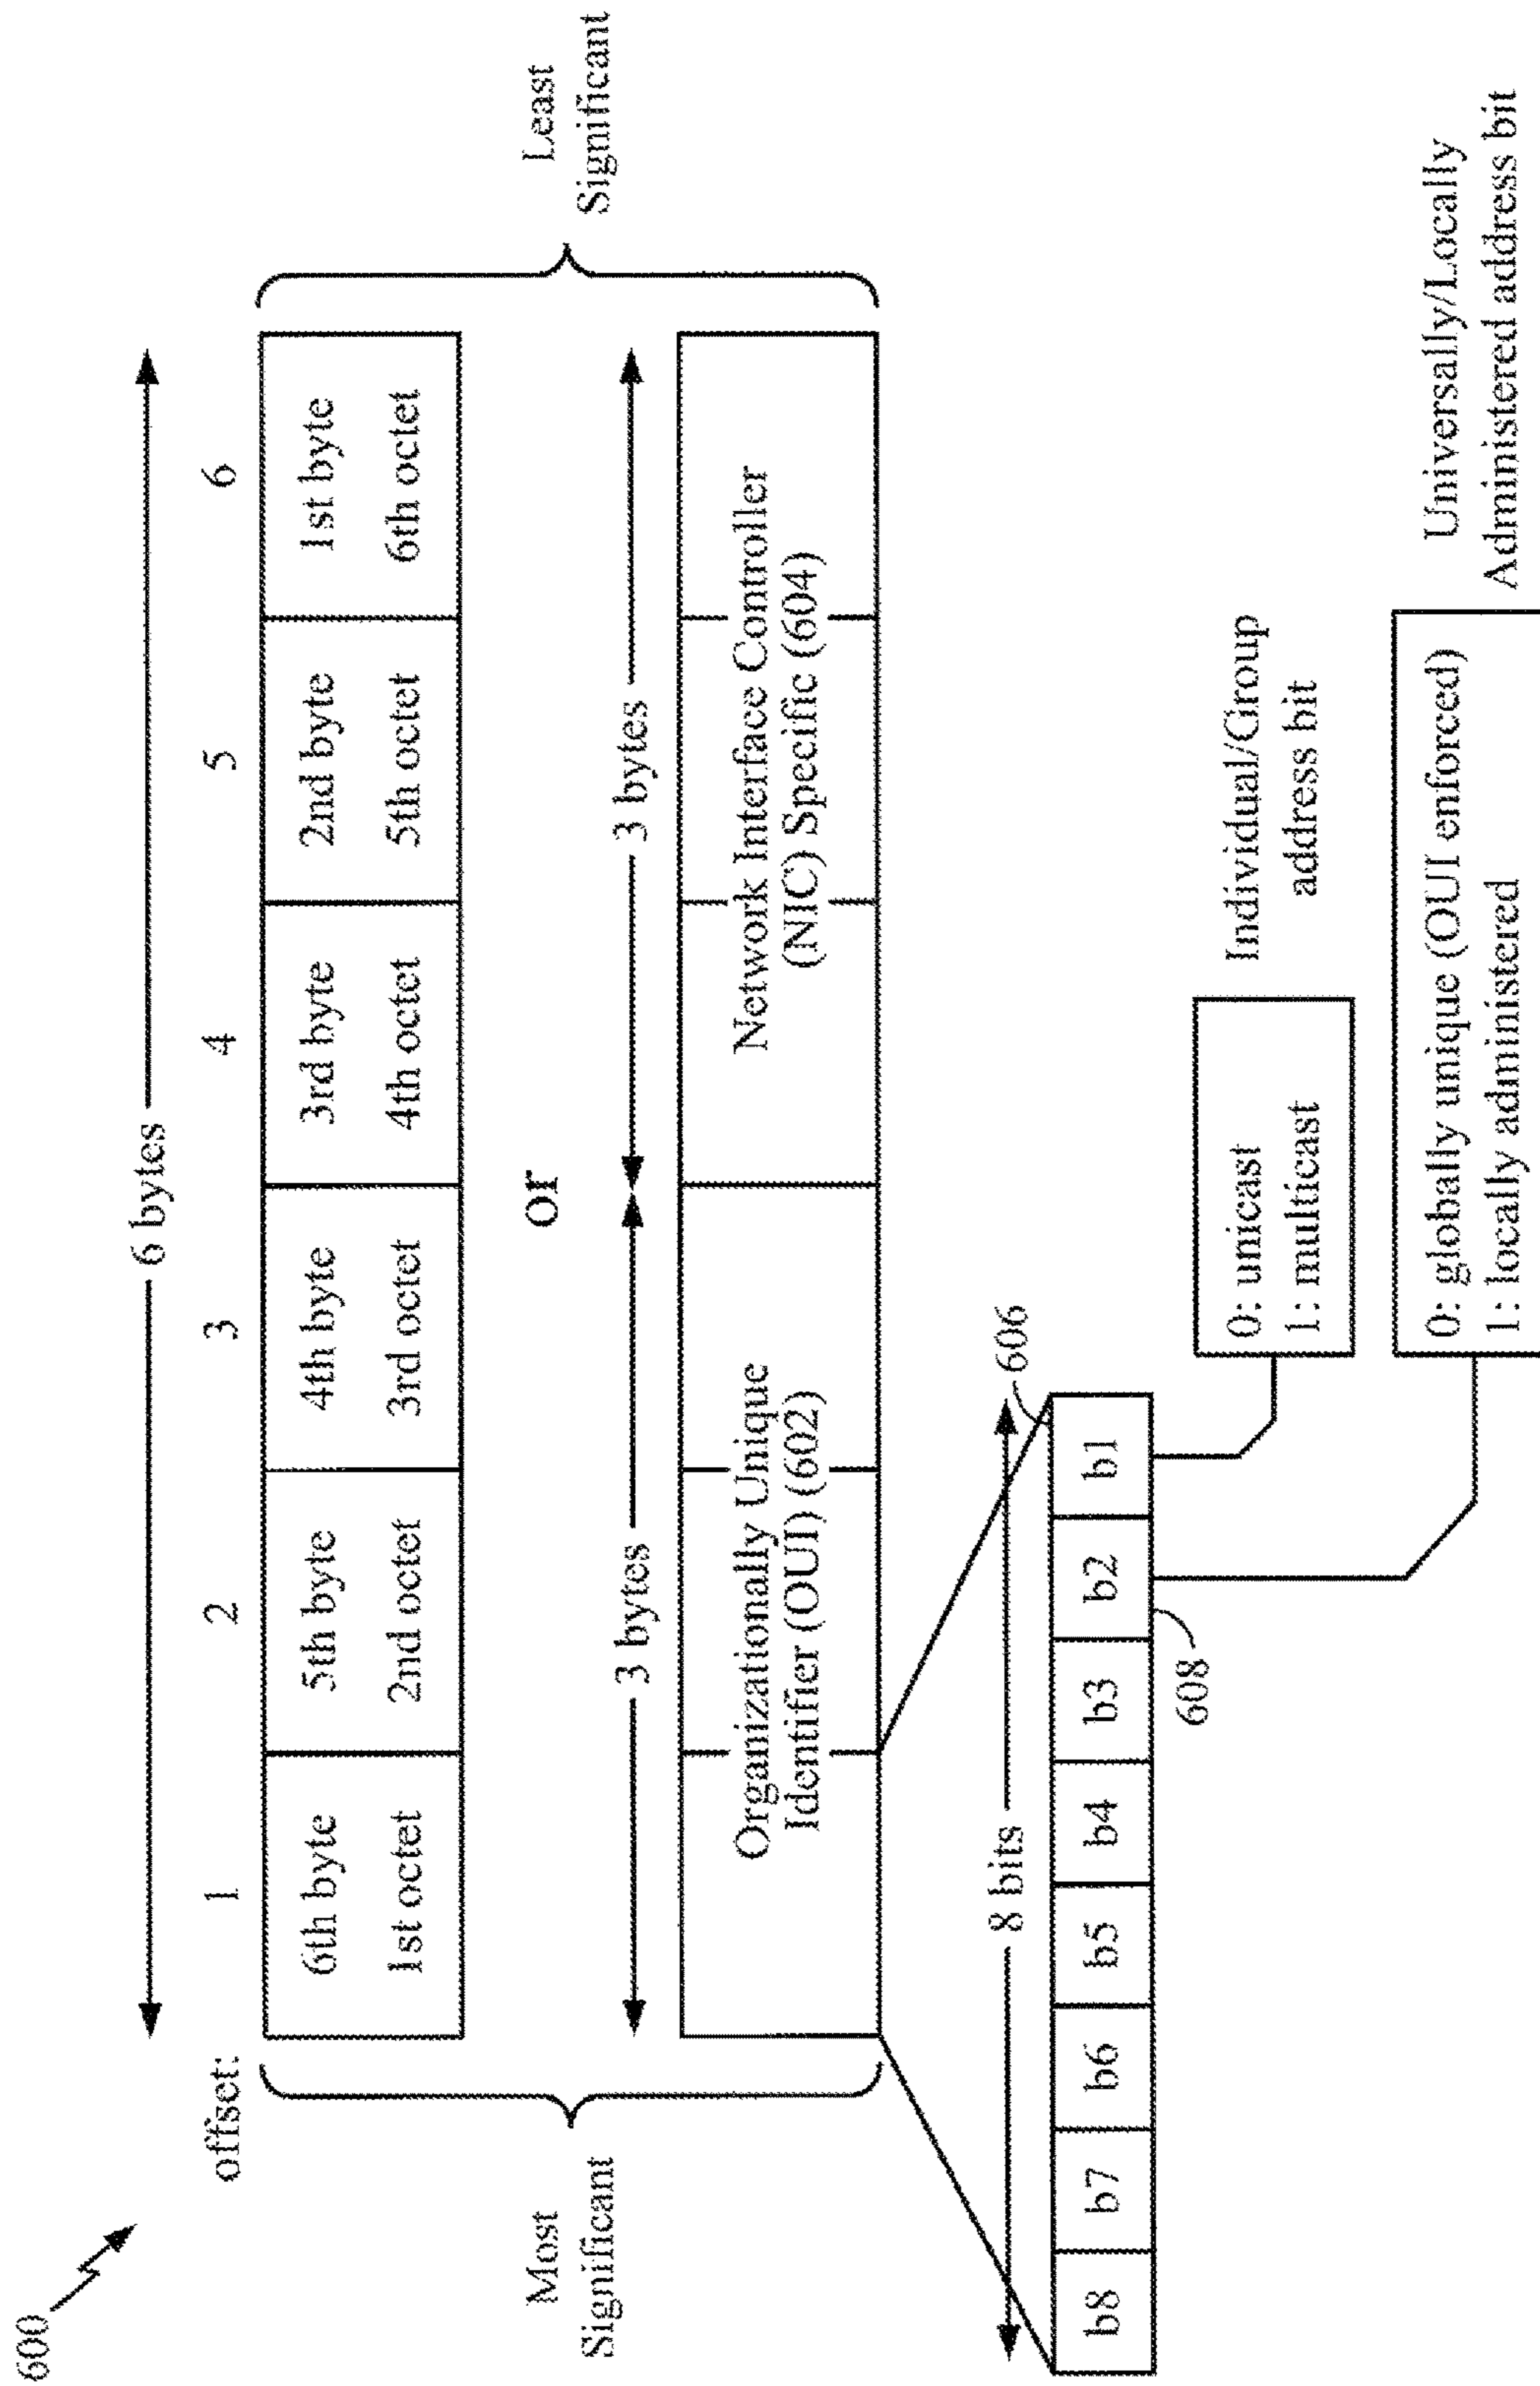 600
6 bytes
offset:
1
2
3
4
5
6
6th byte
1st octet
5th byte
2nd octet
4th byte
3rd octet
3rd byte
4th octet
2nd byte
5th octet
1st byte
6th octet
Most
Significant
or
Least
Significant
3 bytes
3 bytes
Organizationally Unique
Identifier (OUI) (602)
Network Interface Controller
(NIC) Specific (604)
8 bits
606
b8
b7
b6
b5
b4
b3
b2
b1
608
0: unicast
1: multicast
Individual/Group
address bit
0: globally unique (OUI enforced)
1: locally administered
Universally/Locally
Administered address bit